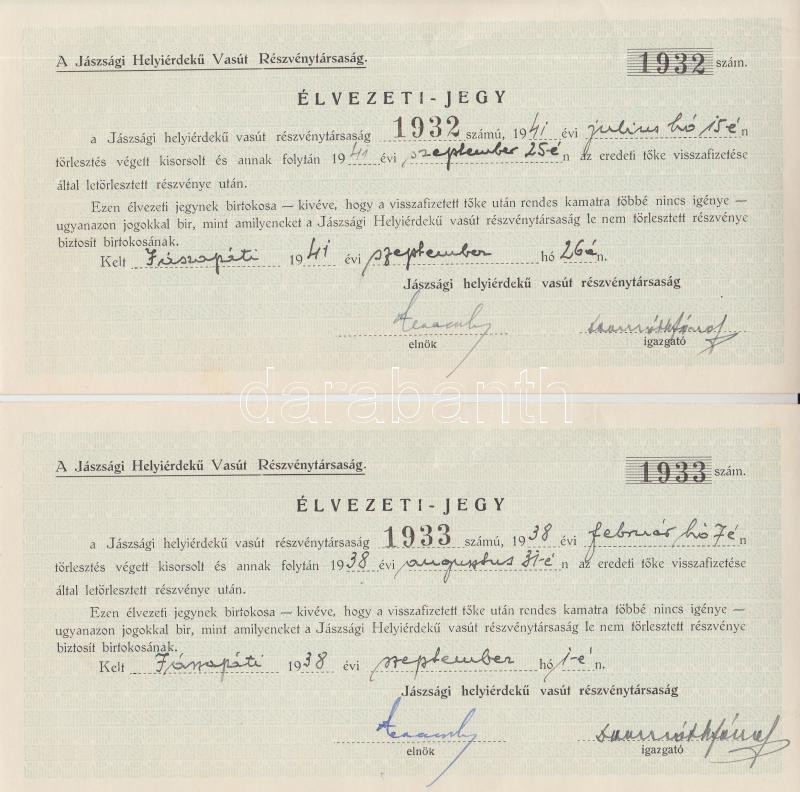 A Jászsági Helyiérdekű Vasút Részvénytársaság. 1932 szám.
ÉLVEZETI-JEGY
a Jászsági helyiérdekű vasút részvénytársaság 1932 számú, 1941 évi julius hó 15-én
törlesztés végett kisorsolt és annak folytán 1941 évi szeptember 25-én az eredeti tőke visszafizetése
által letörlesztett részvénye után.
Ezen élvezeti jegynek birtokosa — kivéve, hogy a visszafizetett tőke után rendes kamatra többé nincs igénye —
ugyanazon jogokkal bir, mint amilyeneket a Jászsági Helyiérdekű vasút részvénytársaság le nem törlesztett részvénye
biztosit birtokosának.
Kelt Jászapáti 1941 évi szeptember hó 26án.
Jászsági helyiérdekű vasút részvénytársaság
elnök igazgató
darabanth
A Jászsági Helyiérdekű Vasút Részvénytársaság. 1933 szám.
ÉLVEZETI-JEGY
a Jászsági helyiérdekű vasút részvénytársaság 1933 számú, 1938 évi február hó 7én
törlesztés végett kisorsolt és annak folytán 1938 évi augusztus 31-én az eredeti tőke visszafizetése
által letörlesztett részvénye után.
Ezen élvezeti jegynek birtokosa — kivéve, hogy a visszafizetett tőke után rendes kamatra többé nincs igénye —
ugyanazon jogokkal bir, mint amilyeneket a Jászsági Helyiérdekű vasút részvénytársaság le nem törlesztett részvénye
biztosit birtokosának.
Kelt Jászapáti 1938 évi szeptember hó 1-én.
Jászsági helyiérdekű vasút részvénytársaság
elnök igazgató